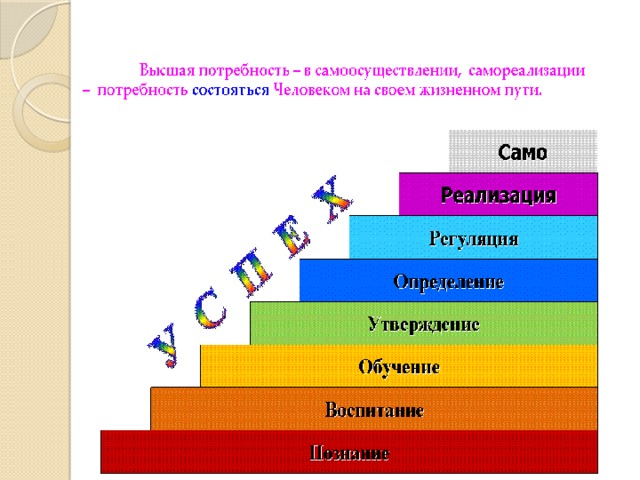 Высшая потребность – в самоосуществлении, самореализации
– потребность состояться Человеком на своем жизненном пути.
Само
Реализация
Регуляция
УСПЕХ
Определение
Утверждение
Обучение
Воспитание
Познание